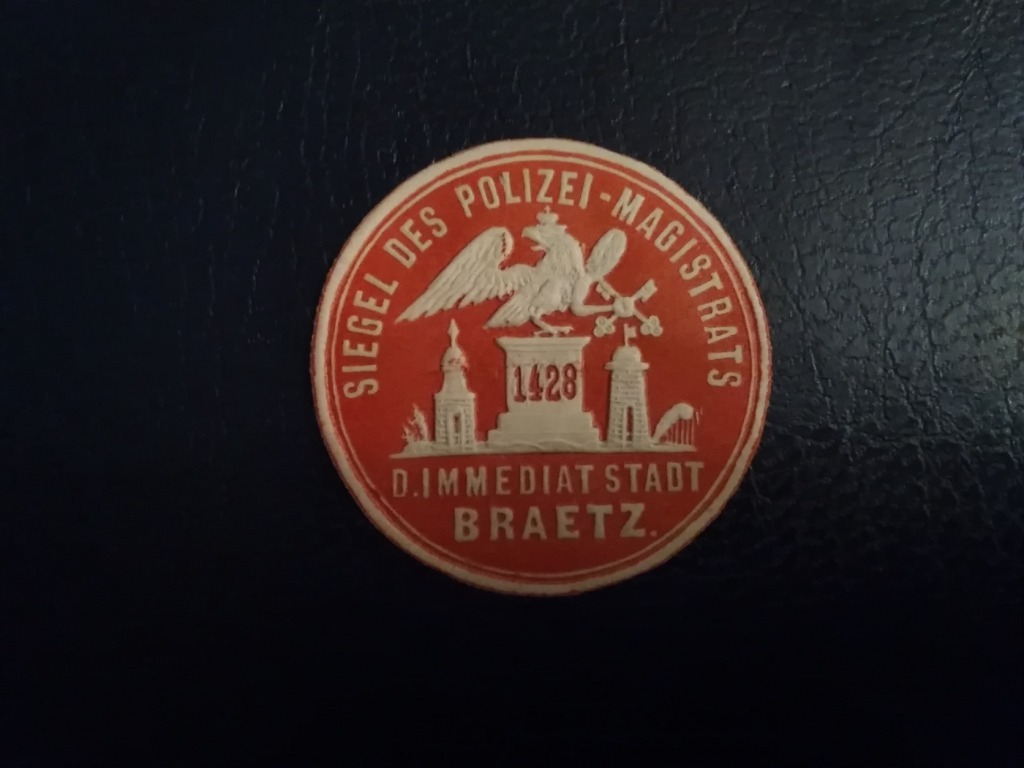 SIEGEL DES POLIZEI-MAGISTRATS
1428
D. IMMEDIAT STADT
BRAETZ.